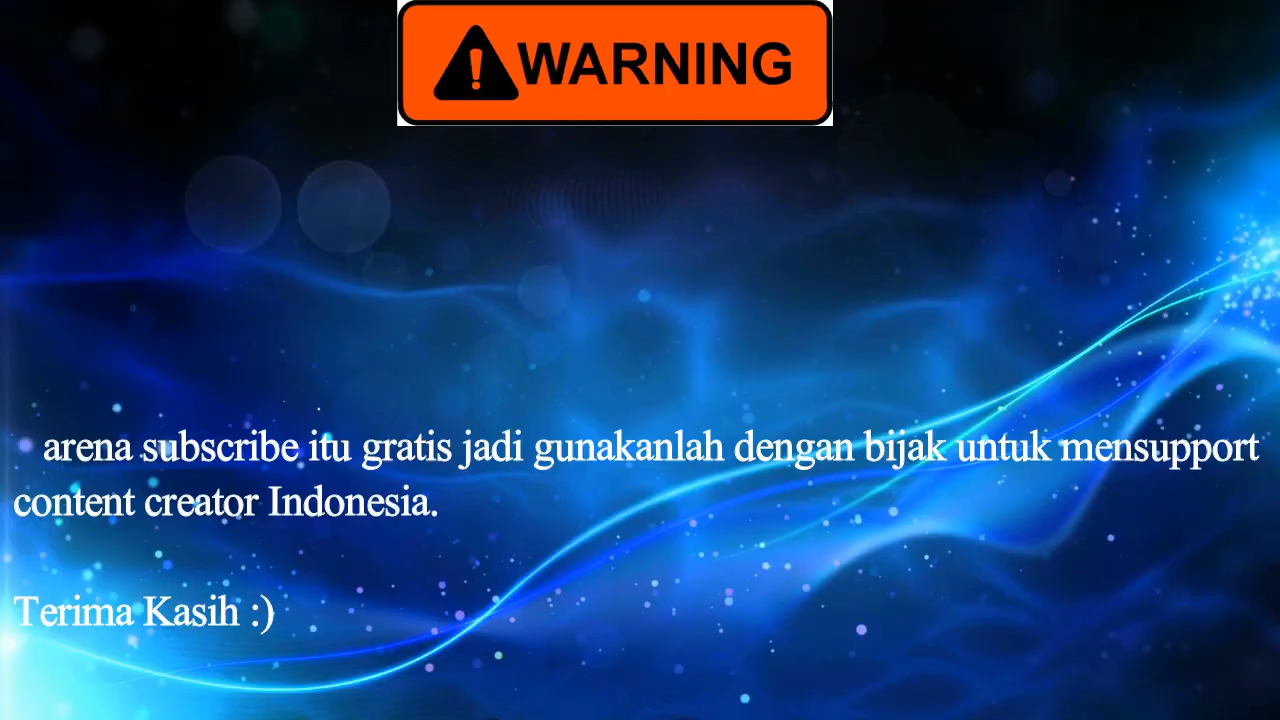 WARNING
arena subscribe itu gratis jadi gunakanlah dengan bijak untuk mensupport
content creator Indonesia.
Terima Kasih :)